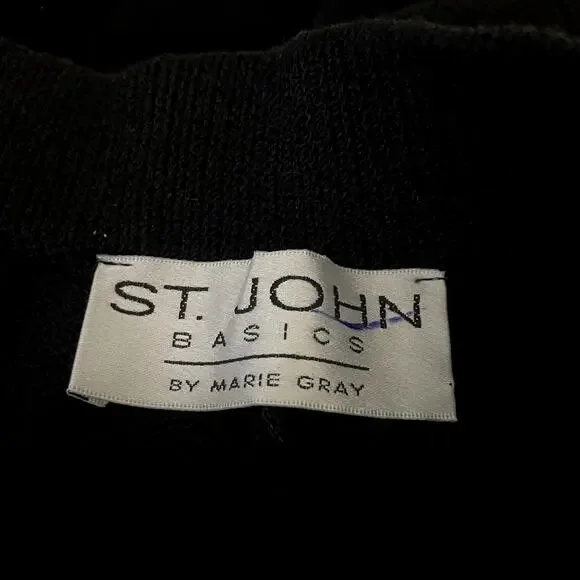 ST. JOHN
BASICS
BY MARIE GRAY